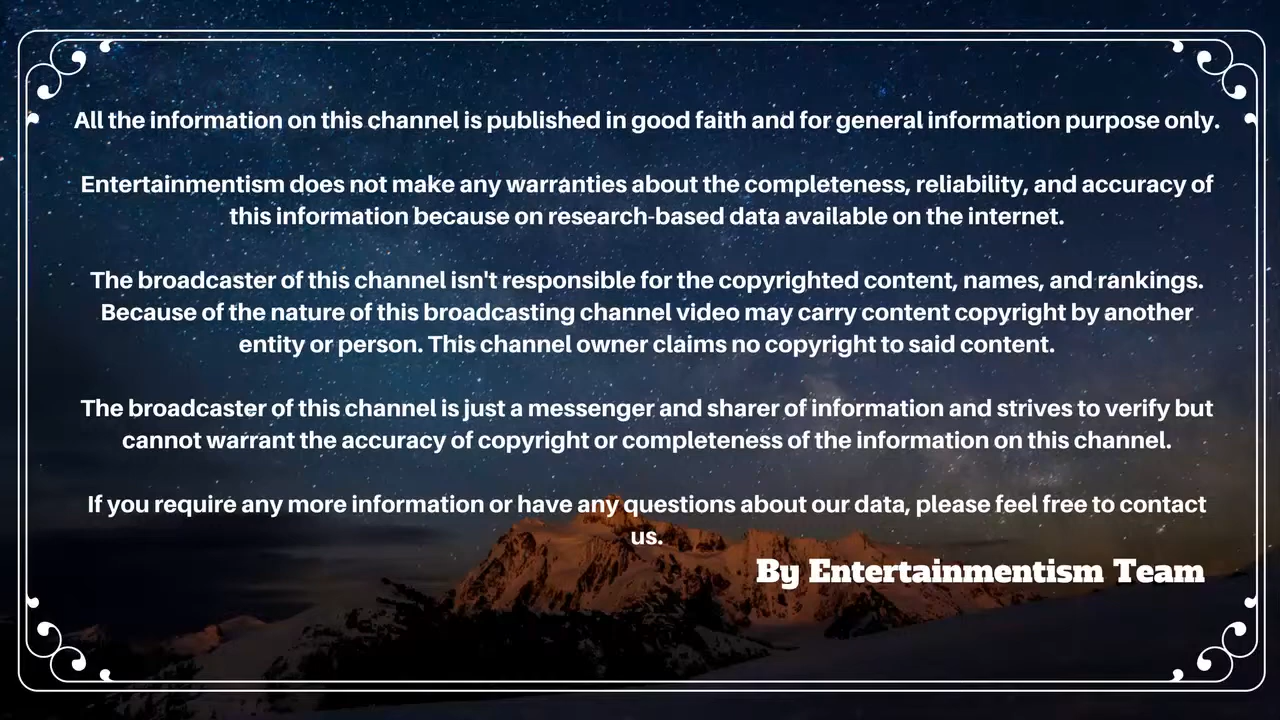 All the information on this channel is published in good faith and for general information purpose only.
Entertainmentism does not make any warranties about the completeness, reliability, and accuracy of
this information because on research-based data available on the internet.
The broadcaster of this channel isn't responsible for the copyrighted content, names, and rankings.
Because of the nature of this broadcasting channel video may carry content copyright by another
entity or person. This channel owner claims no copyright to said content.
The broadcaster of this channel is just a messenger and sharer of information and strives to verify but
cannot warrant the accuracy of copyright or completeness of the information on this channel.
If you require any more information or have any questions about our data, please feel free to contact
us.
By Entertainmentism Team